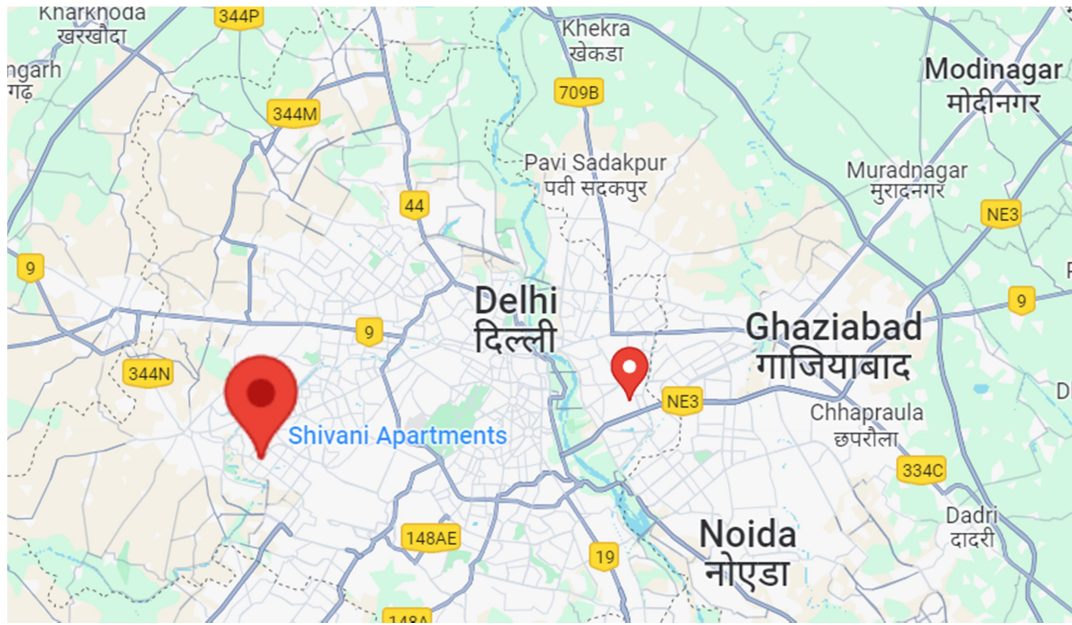 Kharkhoda
खरखौदा
344P
Khekra
खेकडा
ngarh
गढ़
Modinagar
मोदीनगर
709B
344M
Pavi Sadakpur
पवी सदकपुर
Muradnagar
मुरादनगर
44
NE3
9
9
Delhi
दिल्ली
Ghaziabad
गाजियाबाद
9
344N
NE3
Chhapraula
छपरौला
Shivani Apartments
334C
Dadri
दादरी
148AE
Noida
नोएडा
19
148A